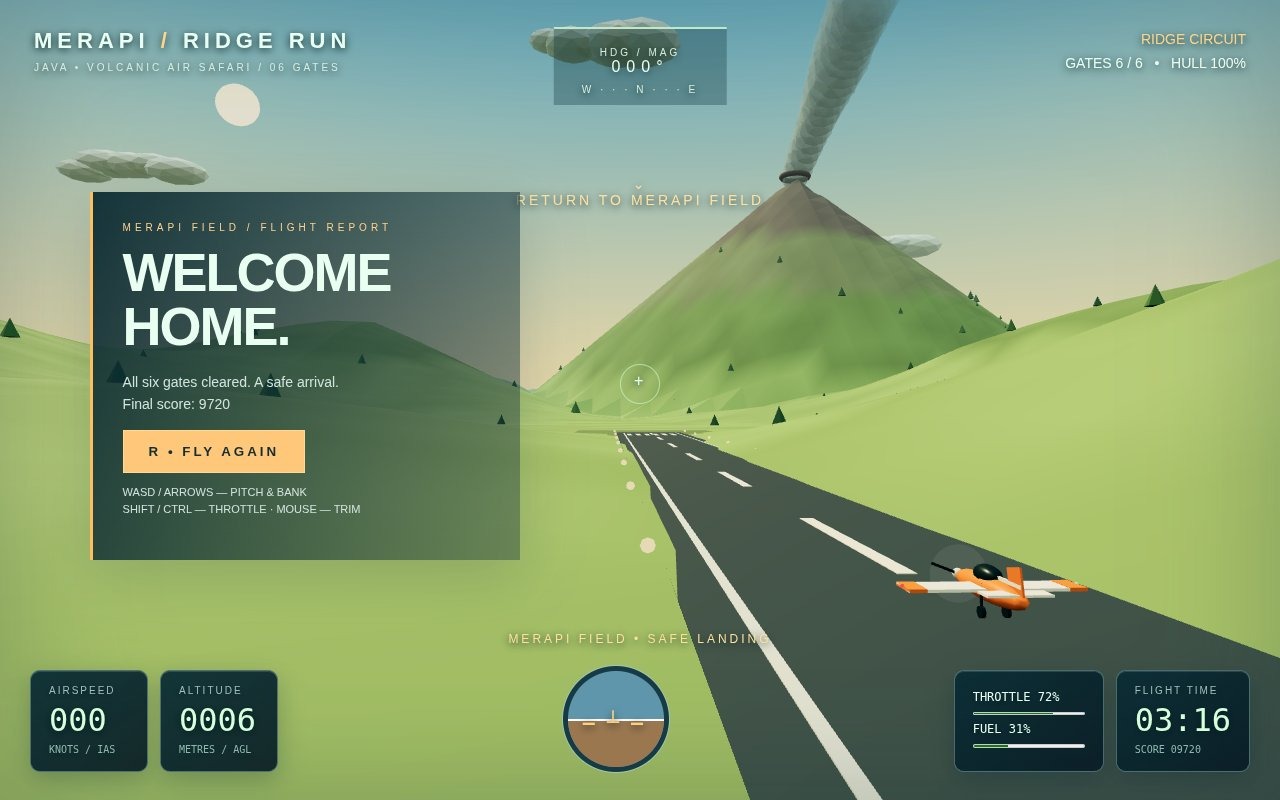 MERAPI / RIDGE RUN
JAVA • VOLCANIC AIR SAFARI / 06 GATES
HDG / MAG
000°
W · · · N · · · E
RIDGE CIRCUIT
GATES 6 / 6 • HULL 100%
RETURN TO MERAPI FIELD
MERAPI FIELD / FLIGHT REPORT
WELCOME
HOME.
All six gates cleared. A safe arrival.
Final score: 9720
R • FLY AGAIN
WASD / ARROWS — PITCH & BANK
SHIFT / CTRL — THROTTLE · MOUSE — TRIM
MERAPI FIELD • SAFE LANDING
AIRSPEED
000
KNOTS / IAS
ALTITUDE
0006
METRES / AGL
THROTTLE 72%
FUEL 31%
FLIGHT TIME
03:16
SCORE 09720